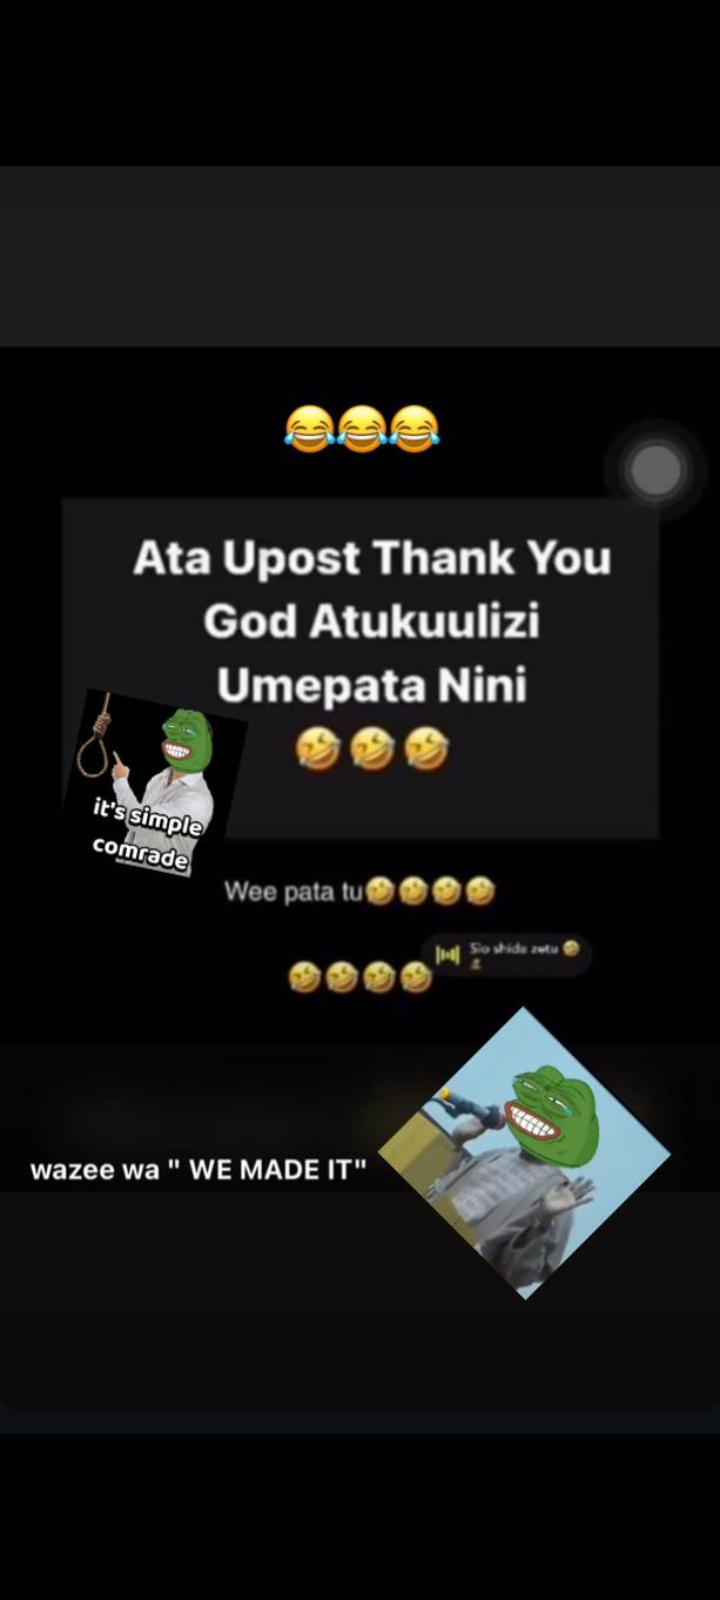 😂😂😂
Ata Upost Thank You
God Atukuulizi
Umepata Nini
🤣🤣🤣
it's simple
comrade
Wee pata tu🤣🤣🤣🤣
Sio shida zetu
🤣🤣🤣🤣
wazee wa " WE MADE IT"